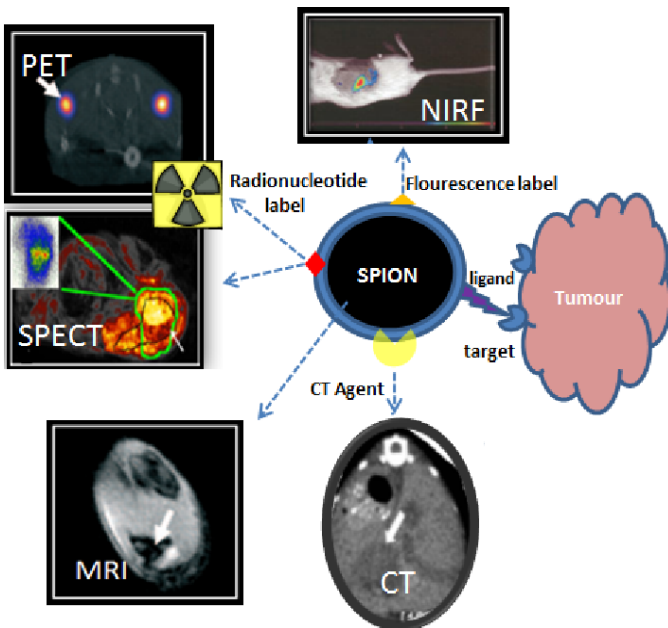 PET
NIRF
Radionucleotide
label
Flourescence label
SPION
ligand
Tumour
target
SPECT
CT Agent
MRI
CT